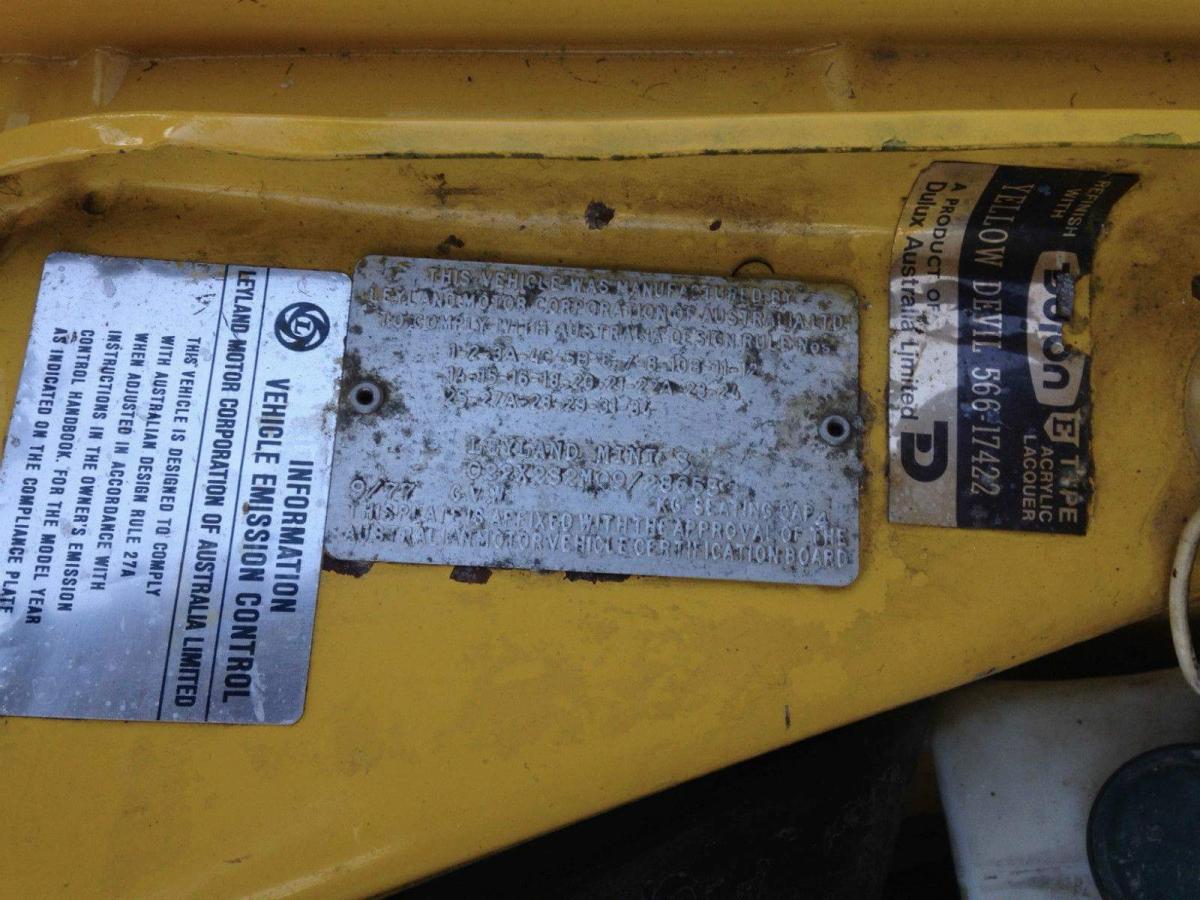 INFORMATION
VEHICLE EMISSION CONTROL
LEYLAND MOTOR CORPORATION OF AUSTRALIA LIMITED
THIS VEHICLE IS DESIGNED TO COMPLY
WITH AUSTRALIAN DESIGN RULE 27A
WHEN ADJUSTED IN ACCORDANCE WITH
INSTRUCTIONS IN THE OWNER'S EMISSION
CONTROL HANDBOOK, FOR THE MODEL YEAR
AS INDICATED ON THE COMPLIANCE PLATE
L
THIS VEHICLE WAS MANUFACTURED BY
LEYLAND MOTOR CORPORATION OF AUSTRALIA LTD
TO COMPLY WITH AUSTRALIA DESIGN RULE Nos.
LEYLAND MINI S
G.V.W. KG SEATING CAP.4
THIS PLATE IS AFFIXED WITH THE APPROVAL OF THE
AUSTRALIAN MOTOR VEHICLE CERTIFICATION BOARD
REFINISH
WITH
Dulon
E TYPE
ACRYLIC
LACQUER
YELLOW DEVIL 566-17422
A PRODUCT OF
Dulux Australia Limited
D